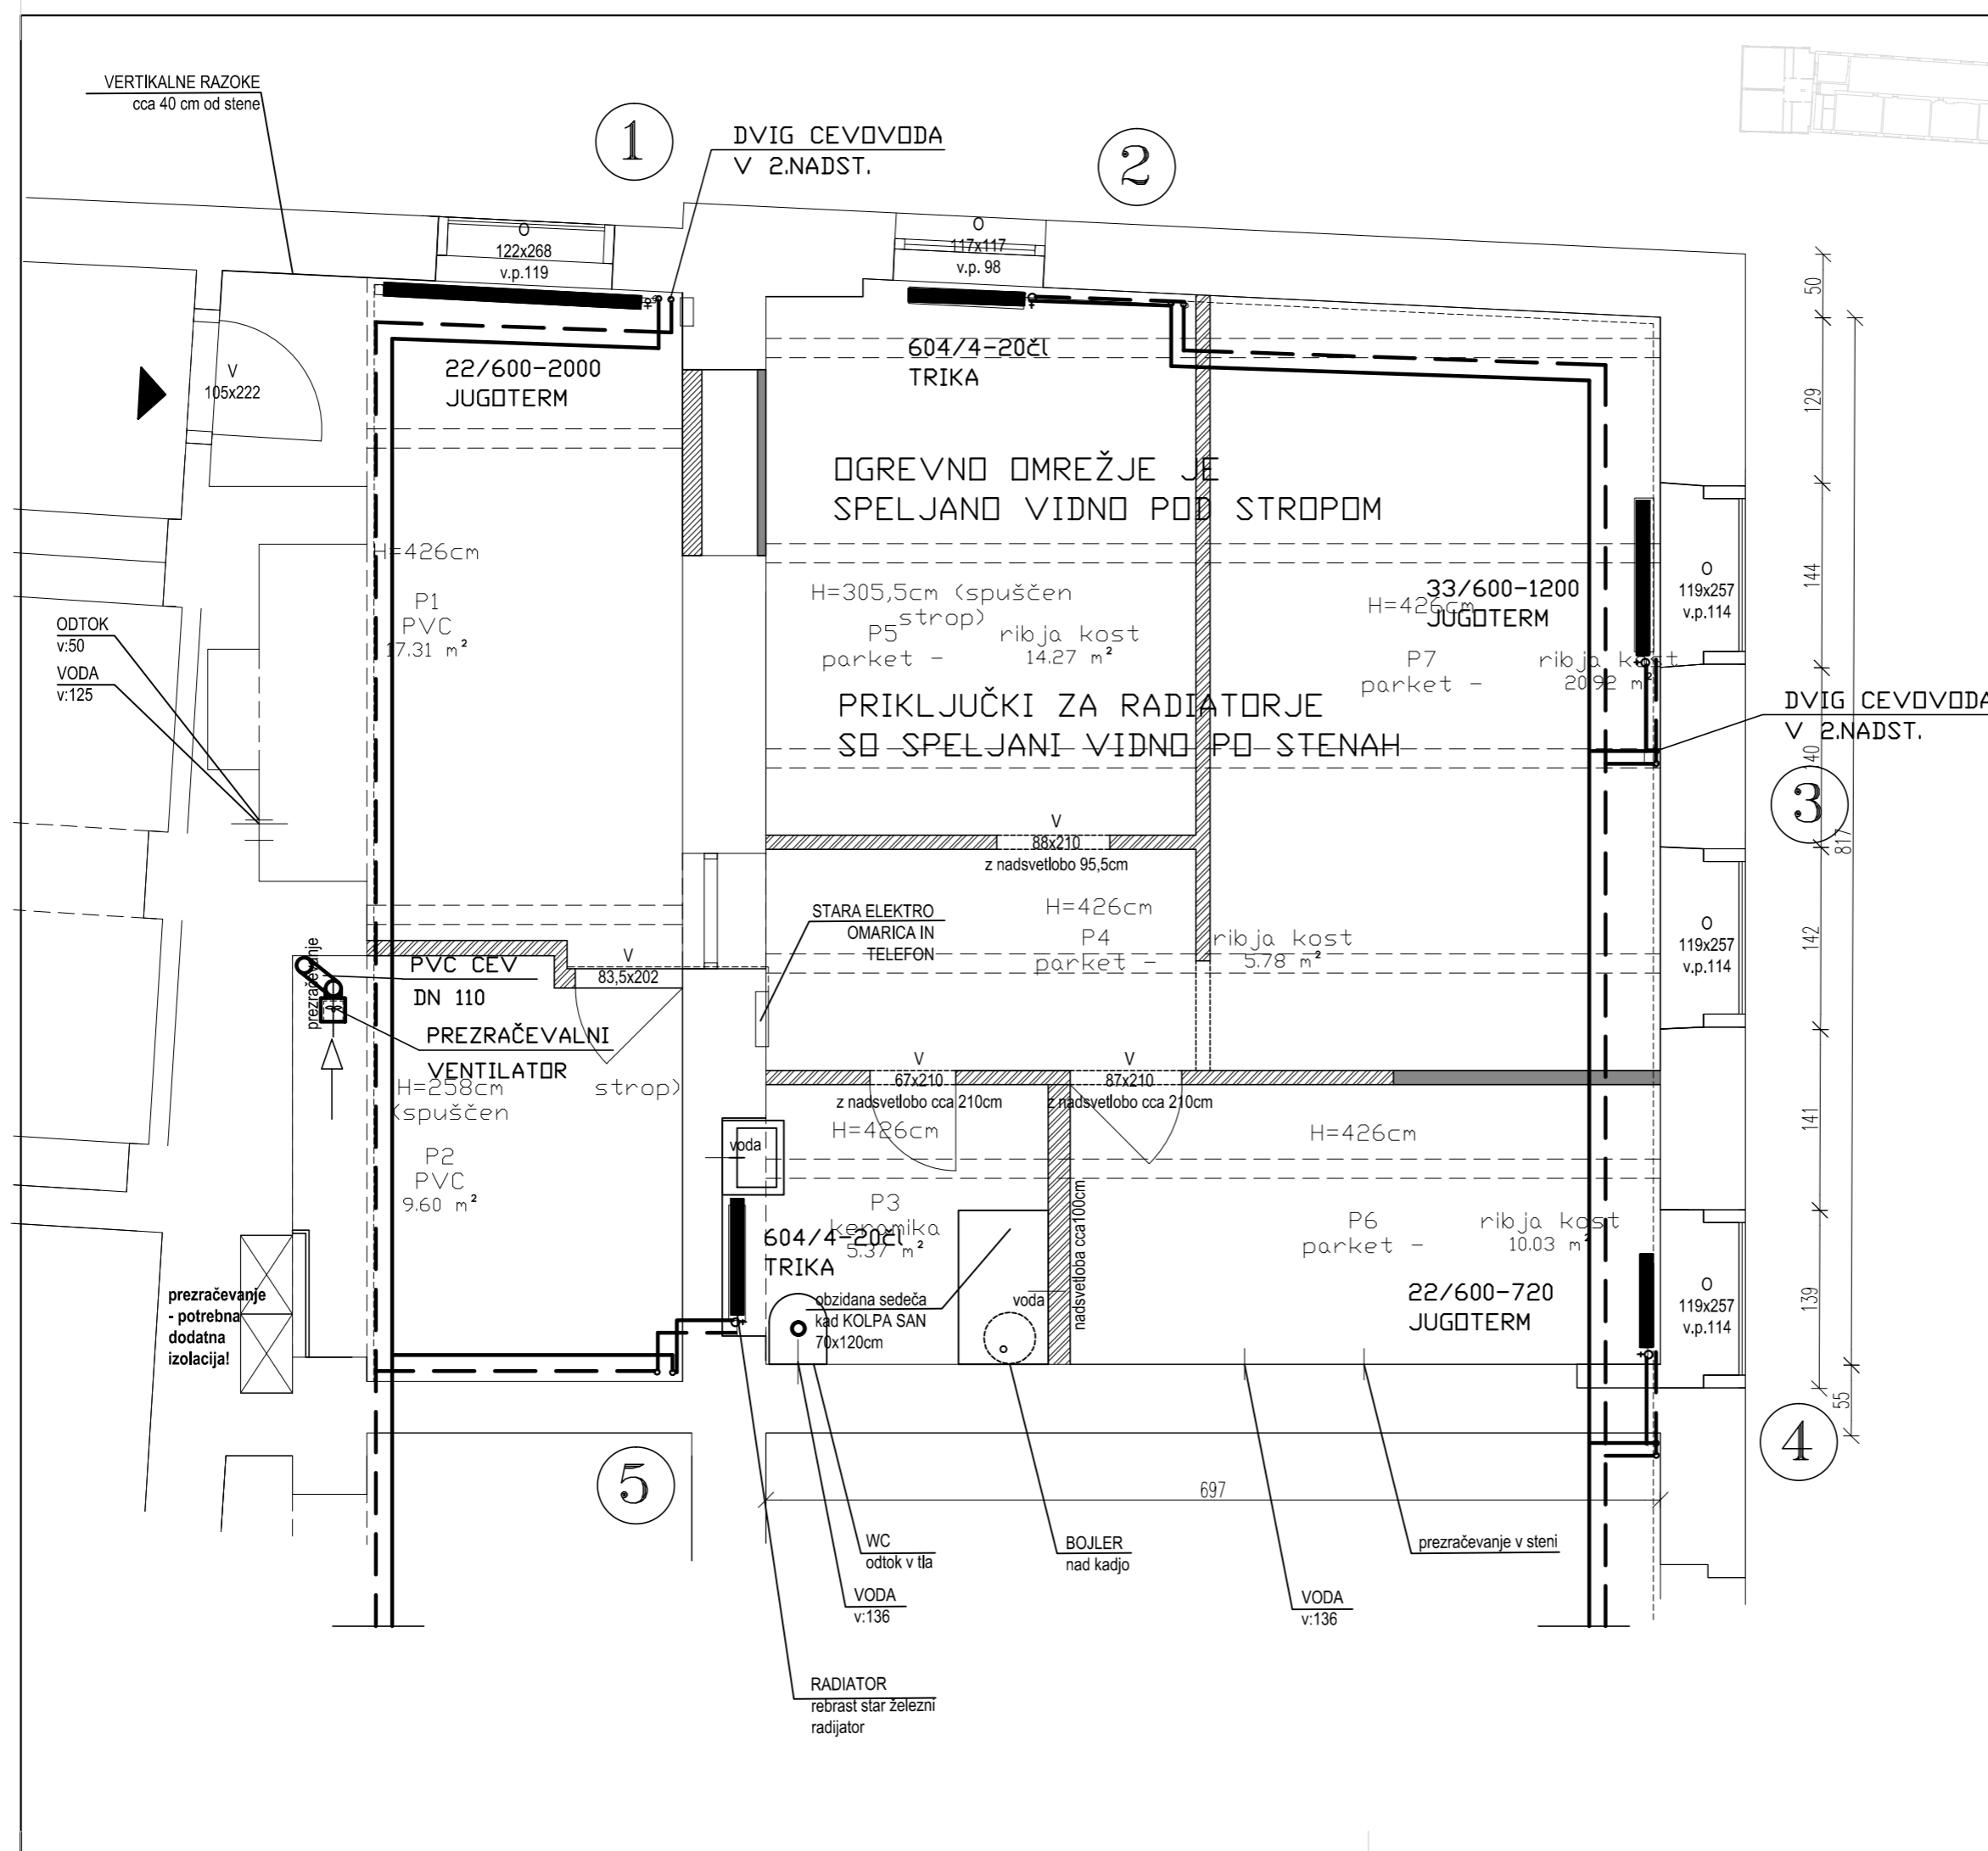 VERTIKALNE RAZOKE
cca 40 cm od stene
1
DVIG CEVOVODA
V 2.NADST.
2
O
122x268
v.p.119
O
117x117
v.p. 98
V
105x222
22/600-2000
JUGOTERM
604/4-20čl
TRIKA
OGREVNO OMREŽJE JE
SPELJANO VIDNO POD STROPOM
H=426cm
P1
PVC
17.31 m²
H=305,5cm (spuščen
strop)
P5
ribja kost
parket -
14.27 m²
33/600-1200
JUGOTERM
H=426cm
P7
ribja kost
parket -
20.92 m²
O
119x257
v.p.114
PRIKLJUČKI ZA RADIATORJE
SO SPELJANI VIDNO PO STENAH
DVIG CEVOVODA
V 2.NADST.
3
ODTOK
v:50
VODA
v:125
V
88x210
z nadsvetlobo 95,5cm
STARA ELEKTRO
OMARICA IN
TELEFON
H=426cm
P4
ribja kost
parket -
5.78 m²
O
119x257
v.p.114
prezračevanje
PVC CEV
DN 110
PREZRAČEVALNI
VENTILATOR
V
83,5x202
H=258cm
strop)
(spuščen
P2
PVC
9.60 m²
V
67x210
z nadsvetlobo cca 210cm
V
87x210
z nadsvetlobo cca 210cm
H=426cm
H=426cm
voda
P3
keramika
5.37 m²
604/4-20čl
TRIKA
obzidana sedeča
kad KOLPA SAN
70x120cm
voda
nadsvetloba cca100cm
P6
ribja kost
parket -
10.03 m²
22/600-720
JUGOTERM
O
119x257
v.p.114
prezračevanje
- potrebna
dodatna
izolacija!
50
129
144
140
817
142
141
139
55
4
5
697
WC
odtok v tla
VODA
v:136
BOJLER
nad kadjo
prezračevanje v steni
VODA
v:136
RADIATOR
rebrast star železni
radijator